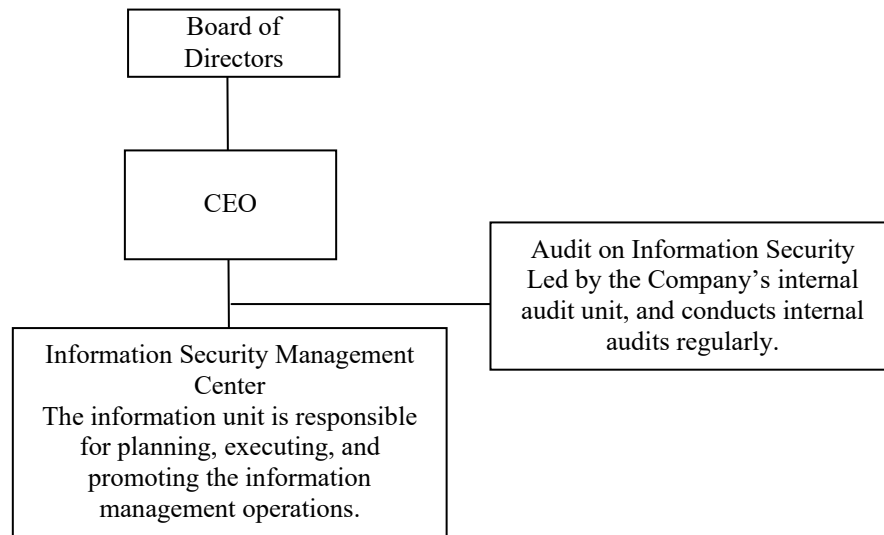 Board of
Directors
CEO
Audit on Information Security
Led by the Company’s internal
audit unit, and conducts internal
audits regularly.
Information Security Management
Center
The information unit is responsible
for planning, executing, and
promoting the information
management operations.